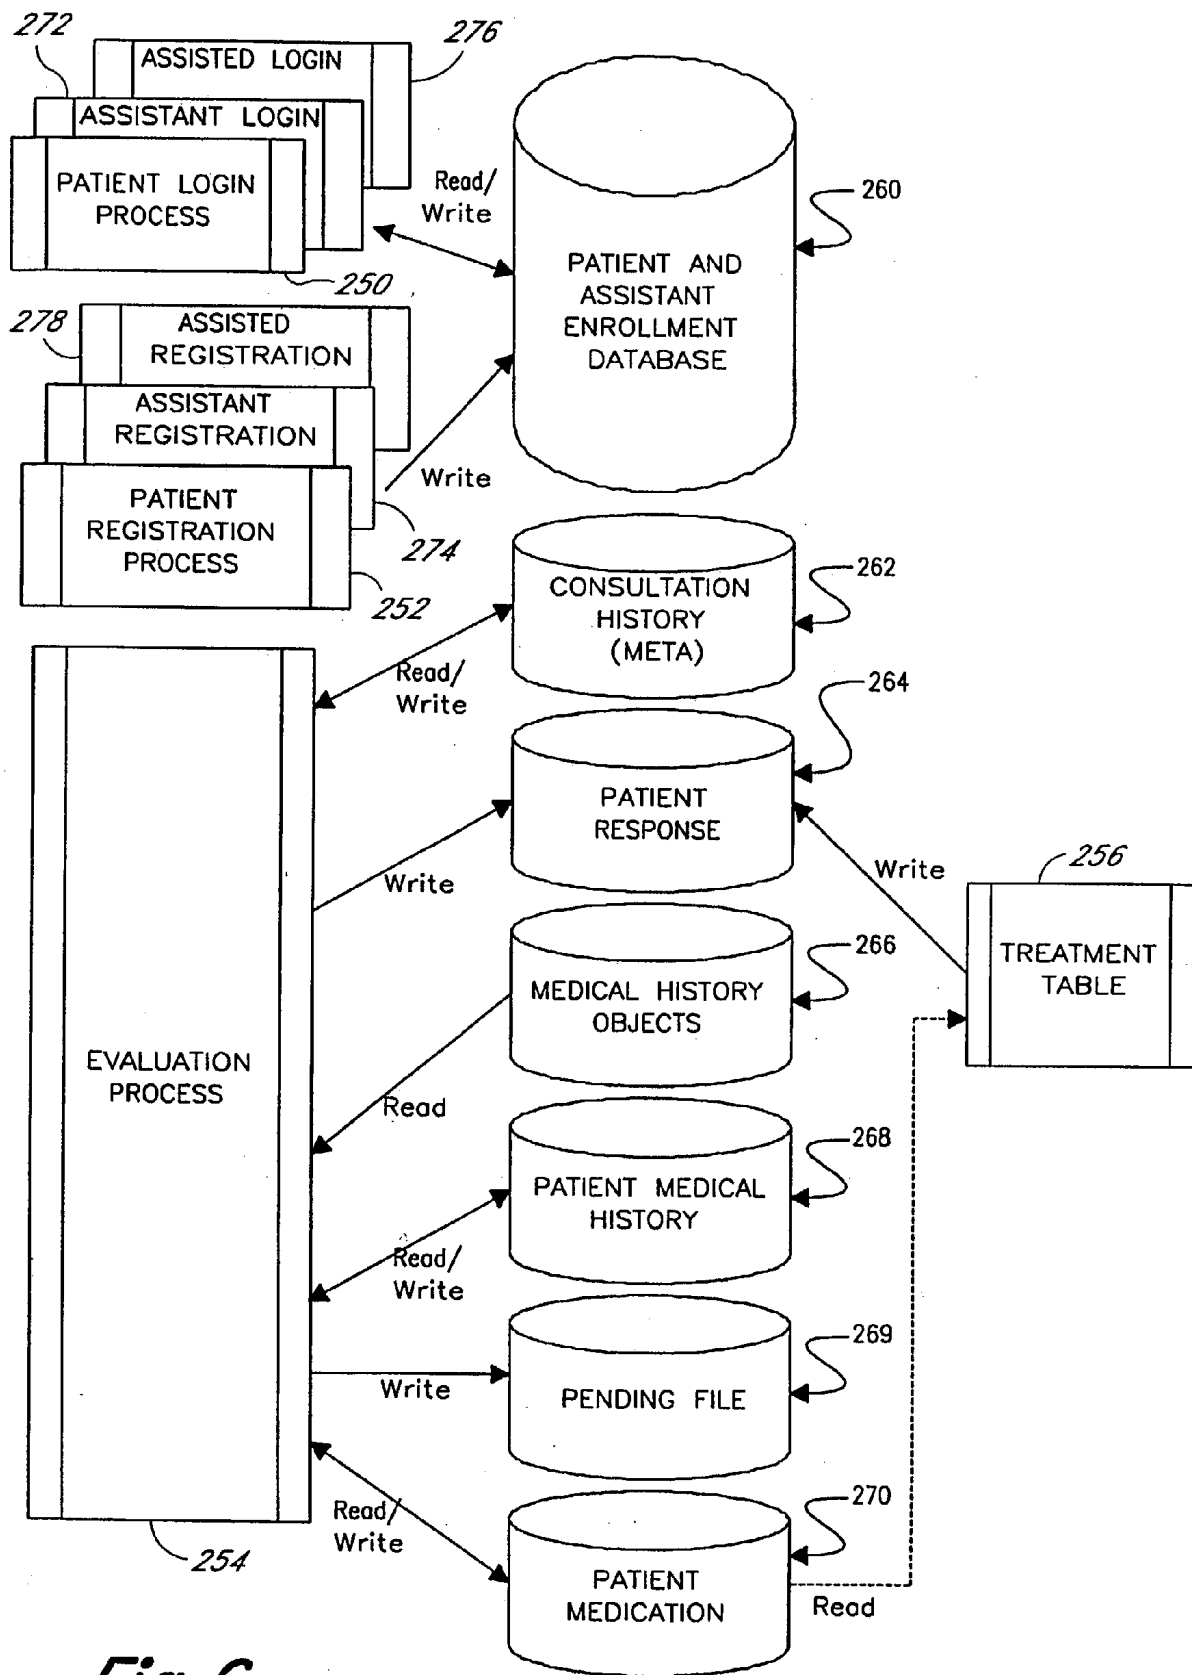 272
276
ASSISTED LOGIN
ASSISTANT LOGIN
PATIENT LOGIN
PROCESS
250
Read/
Write
260
PATIENT AND
ASSISTANT
ENROLLMENT
DATABASE
278
ASSISTED
REGISTRATION
ASSISTANT
REGISTRATION
PATIENT
REGISTRATION
PROCESS
274
252
Write
CONSULTATION
HISTORY
(META)
262
Read/
Write
264
PATIENT
RESPONSE
Write
Write
256
TREATMENT
TABLE
266
MEDICAL HISTORY
OBJECTS
EVALUATION
PROCESS
Read
268
PATIENT MEDICAL
HISTORY
Read/
Write
269
PENDING FILE
Write
270
Read/
Write
PATIENT
MEDICATION
Read
254
Fig. 6